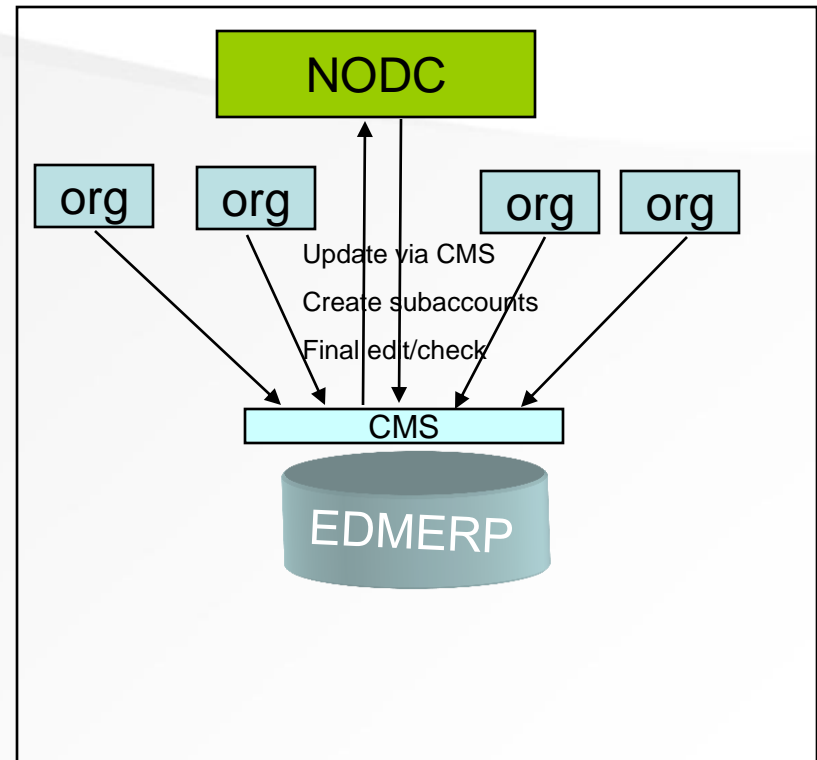 NODC
org
org
org
org
Update via CMS
Create subaccounts
Final edit/check
CMS
EDMERP